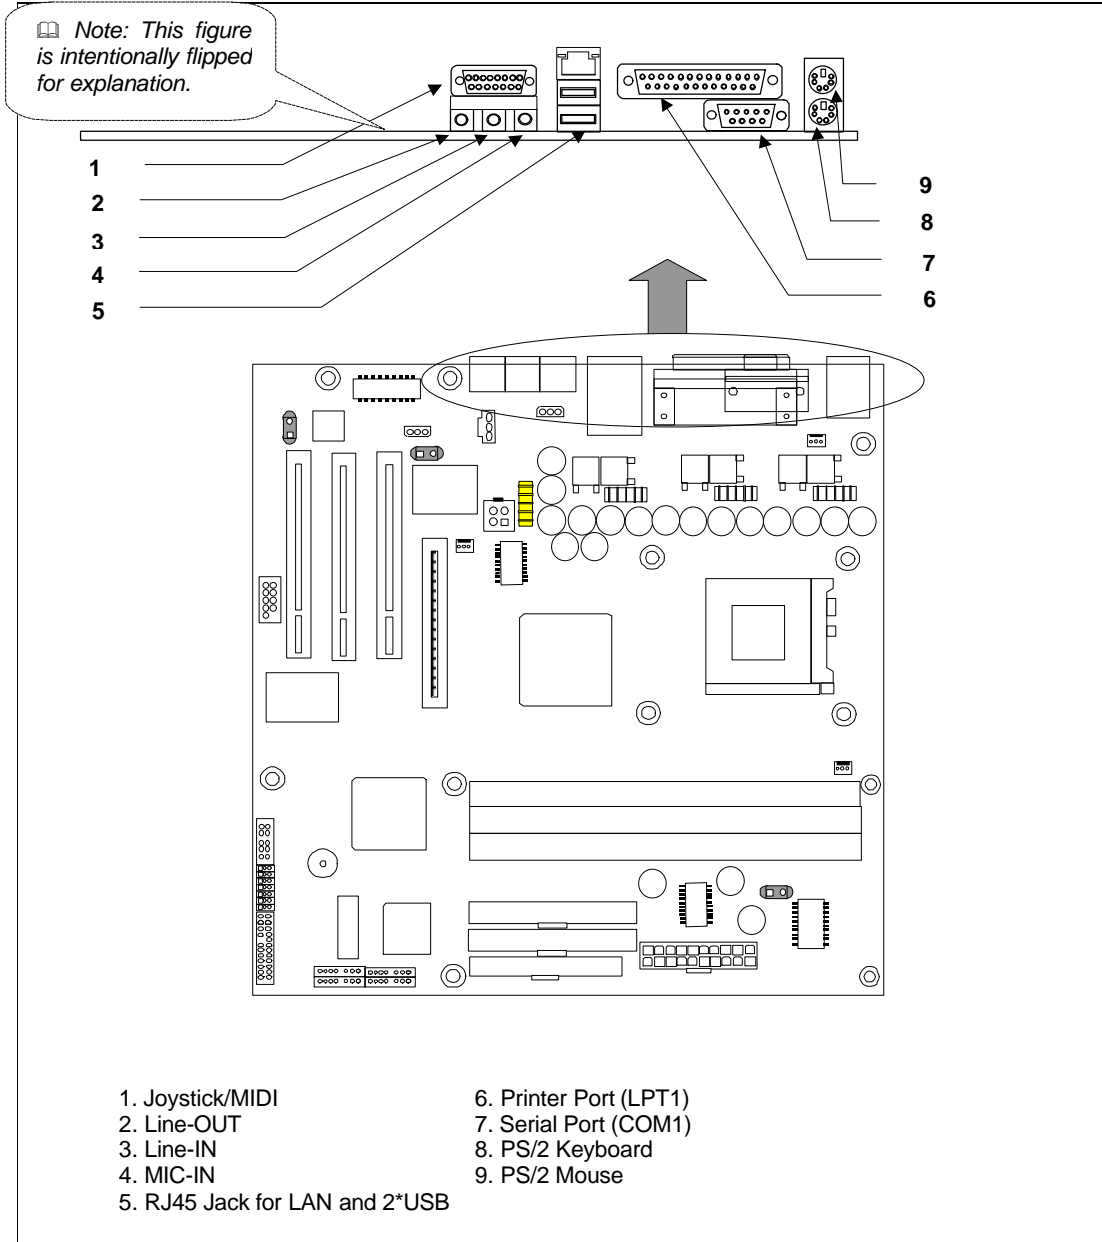 🕮 Note: This figure
is intentionally flipped
for explanation.
1
2
3
4
5
9
8
7
6
1. Joystick/MIDI
2. Line-OUT
3. Line-IN
4. MIC-IN
5. RJ45 Jack for LAN and 2*USB
6. Printer Port (LPT1)
7. Serial Port (COM1)
8. PS/2 Keyboard
9. PS/2 Mouse